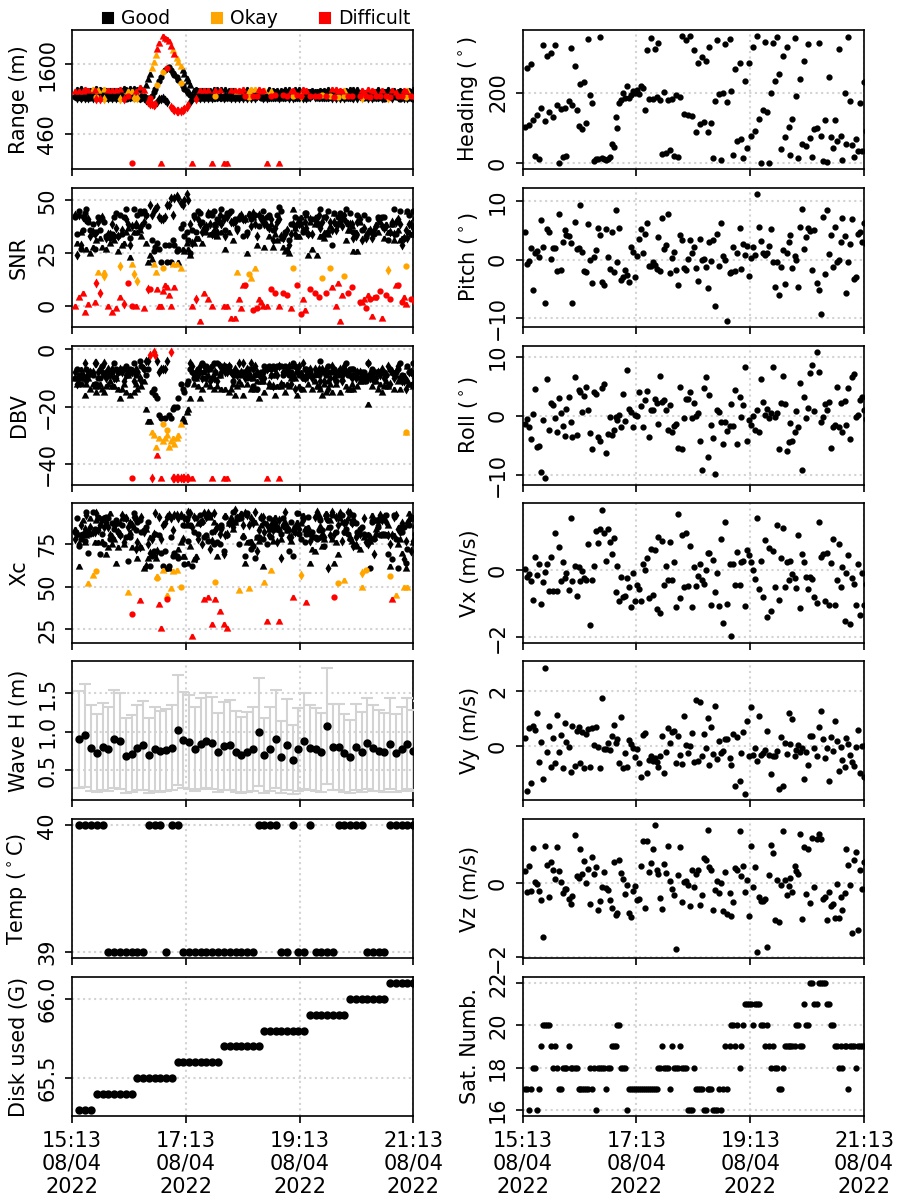 Good Okay Difficult
Range (m)
1600
460
Heading (°)
200
0
SNR
50
25
0
Pitch (°)
10
0
−10
DBV
0
−20
−40
Roll (°)
10
0
−10
Xc
75
50
25
Vx (m/s)
0
−2
Wave H (m)
1.5
1.0
0.5
Vy (m/s)
2
0
Temp (°C)
40
39
Vz (m/s)
0
−2
Disk used (G)
66.0
65.5
Sat. Numb.
22
20
18
16
15:13 17:13 19:13 21:13
08/04 08/04 08/04 08/04
2022 2022 2022 2022
15:13 17:13 19:13 21:13
08/04 08/04 08/04 08/04
2022 2022 2022 2022